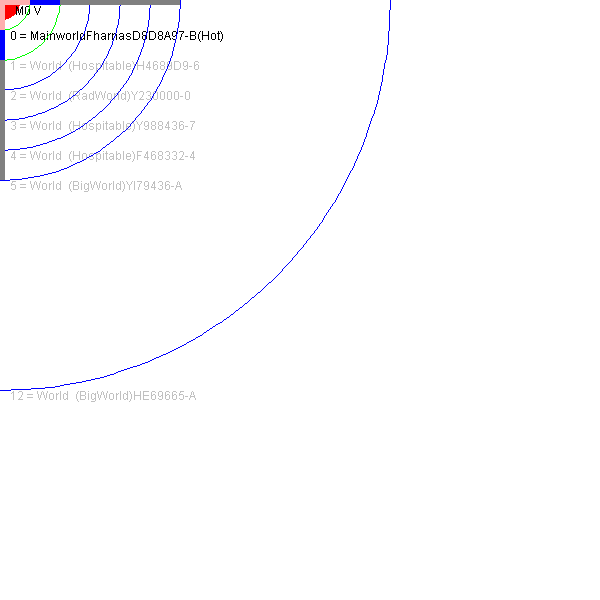 M0 V
0 = MainworldFharnasD8D8A97-B(Hot)
1 = World (Hospitable)H4689D9-6
2 = World (RadWorld)Y230000-0
3 = World (Hospitable)Y988436-7
4 = World (Hospitable)F468332-4
5 = World (BigWorld)YI79436-A
12 = World (BigWorld)HE69665-A